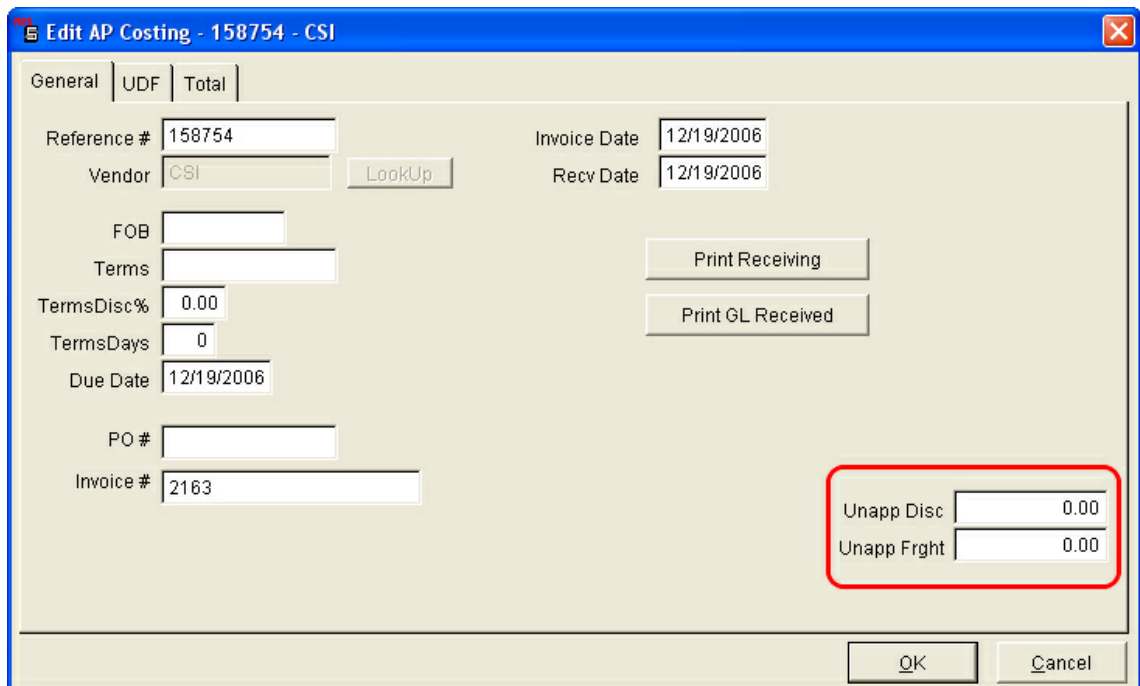 Edit AP Costing - 158754 - CSI
General UDF Total
Reference # 158754 Invoice Date 12/19/2006
Vendor CSI LookUp Recv Date 12/19/2006
FOB
Terms Print Receiving
TermsDisc% 0.00
TermsDays 0 Print GL Received
Due Date 12/19/2006
PO #
Invoice # 2163
Unapp Disc 0.00
Unapp Frght 0.00
OK Cancel